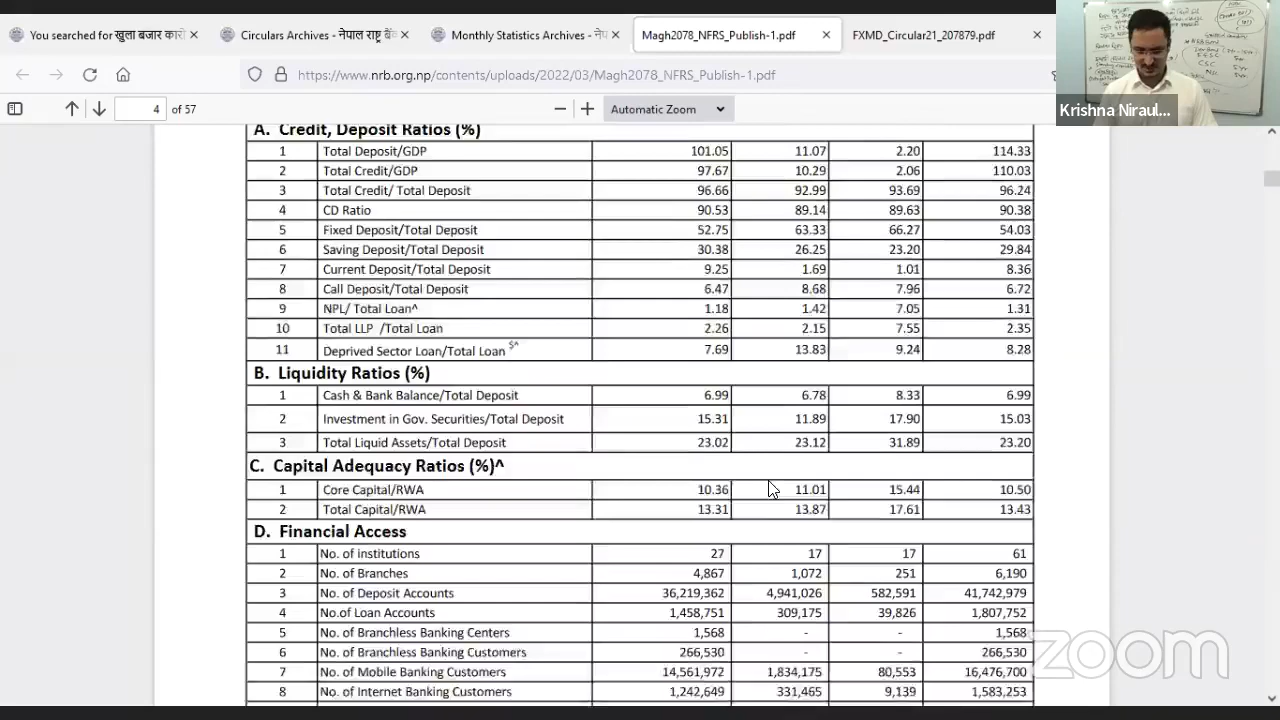 You searched for खुला बजार कारो
Circulars Archives - नेपाल राष्ट्र बैंक
Monthly Statistics Archives - ने
Magh2078_NFRS_Publish-1.pdf
FXMD_Circular21_207879.pdf
https://www.nrb.org.np/contents/uploads/2022/03/Magh2078_NFRS_Publish-1.pdf
4 of 57
Automatic Zoom
Krishna Niraul...
A. Credit, Deposit Ratios (%)
1 Total Deposit/GDP 101.05 11.07 2.20 114.33
2 Total Credit/GDP 97.67 10.29 2.06 110.03
3 Total Credit/ Total Deposit 96.66 92.99 93.69 96.24
4 CD Ratio 90.53 89.14 89.63 90.38
5 Fixed Deposit/Total Deposit 52.75 63.33 66.27 54.03
6 Saving Deposit/Total Deposit 30.38 26.25 23.20 29.84
7 Current Deposit/Total Deposit 9.25 1.69 1.01 8.36
8 Call Deposit/Total Deposit 6.47 8.68 7.96 6.72
9 NPL/ Total Loan^ 1.18 1.42 7.05 1.31
10 Total LLP /Total Loan 2.26 2.15 7.55 2.35
11 Deprived Sector Loan/Total Loan $^ 7.69 13.83 9.24 8.28
B. Liquidity Ratios (%)
1 Cash & Bank Balance/Total Deposit 6.99 6.78 8.33 6.99
2 Investment in Gov. Securities/Total Deposit 15.31 11.89 17.90 15.03
3 Total Liquid Assets/Total Deposit 23.02 23.12 31.89 23.20
C. Capital Adequacy Ratios (%)^
1 Core Capital/RWA 10.36 11.01 15.44 10.50
2 Total Capital/RWA 13.31 13.87 17.61 13.43
D. Financial Access
1 No. of institutions 27 17 17 61
2 No. of Branches 4,867 1,072 251 6,190
3 No. of Deposit Accounts 36,219,362 4,941,026 582,591 41,742,979
4 No.of Loan Accounts 1,458,751 309,175 39,826 1,807,752
5 No. of Branchless Banking Centers 1,568 - - 1,568
6 No. of Branchless Banking Customers 266,530 - - 266,530
7 No. of Mobile Banking Customers 14,561,972 1,834,175 80,553 16,476,700
8 No. of Internet Banking Customers 1,242,649 331,465 9,139 1,583,253
zoom